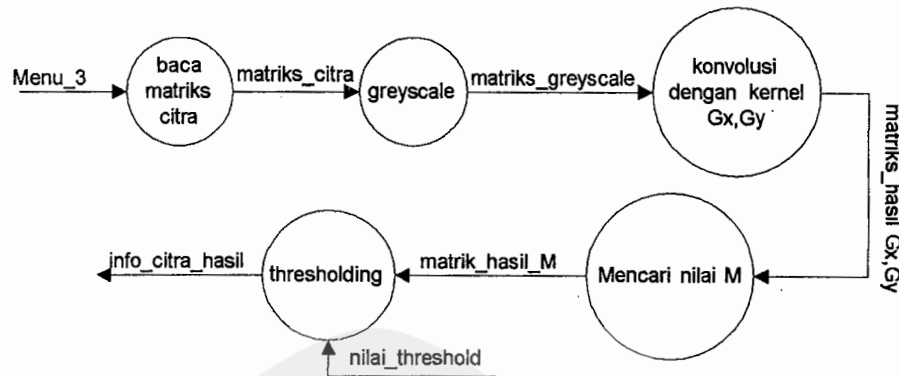 Menu_3
baca
matriks
citra
matriks_citra
greyscale
matriks_greyscale
konvolusi
dengan kernel
Gx,Gy
matriks_hasil Gx,Gy
Mencari nilai M
matrik_hasil_M
thresholding
info_citra_hasil
nilai_threshold